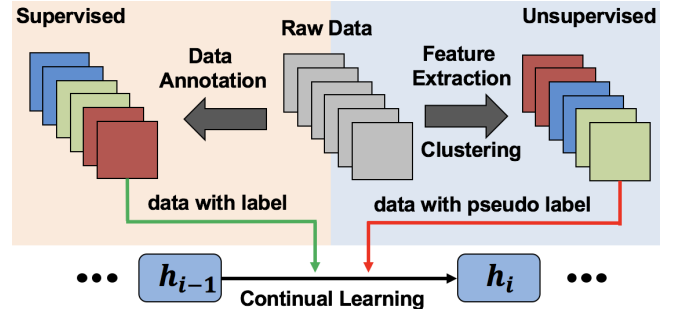 Supervised
Raw Data
Unsupervised
Data
Annotation
Feature
Extraction
Clustering
data with label
data with pseudo label
••• h_{i-1}
Continual Learning
h_i •••